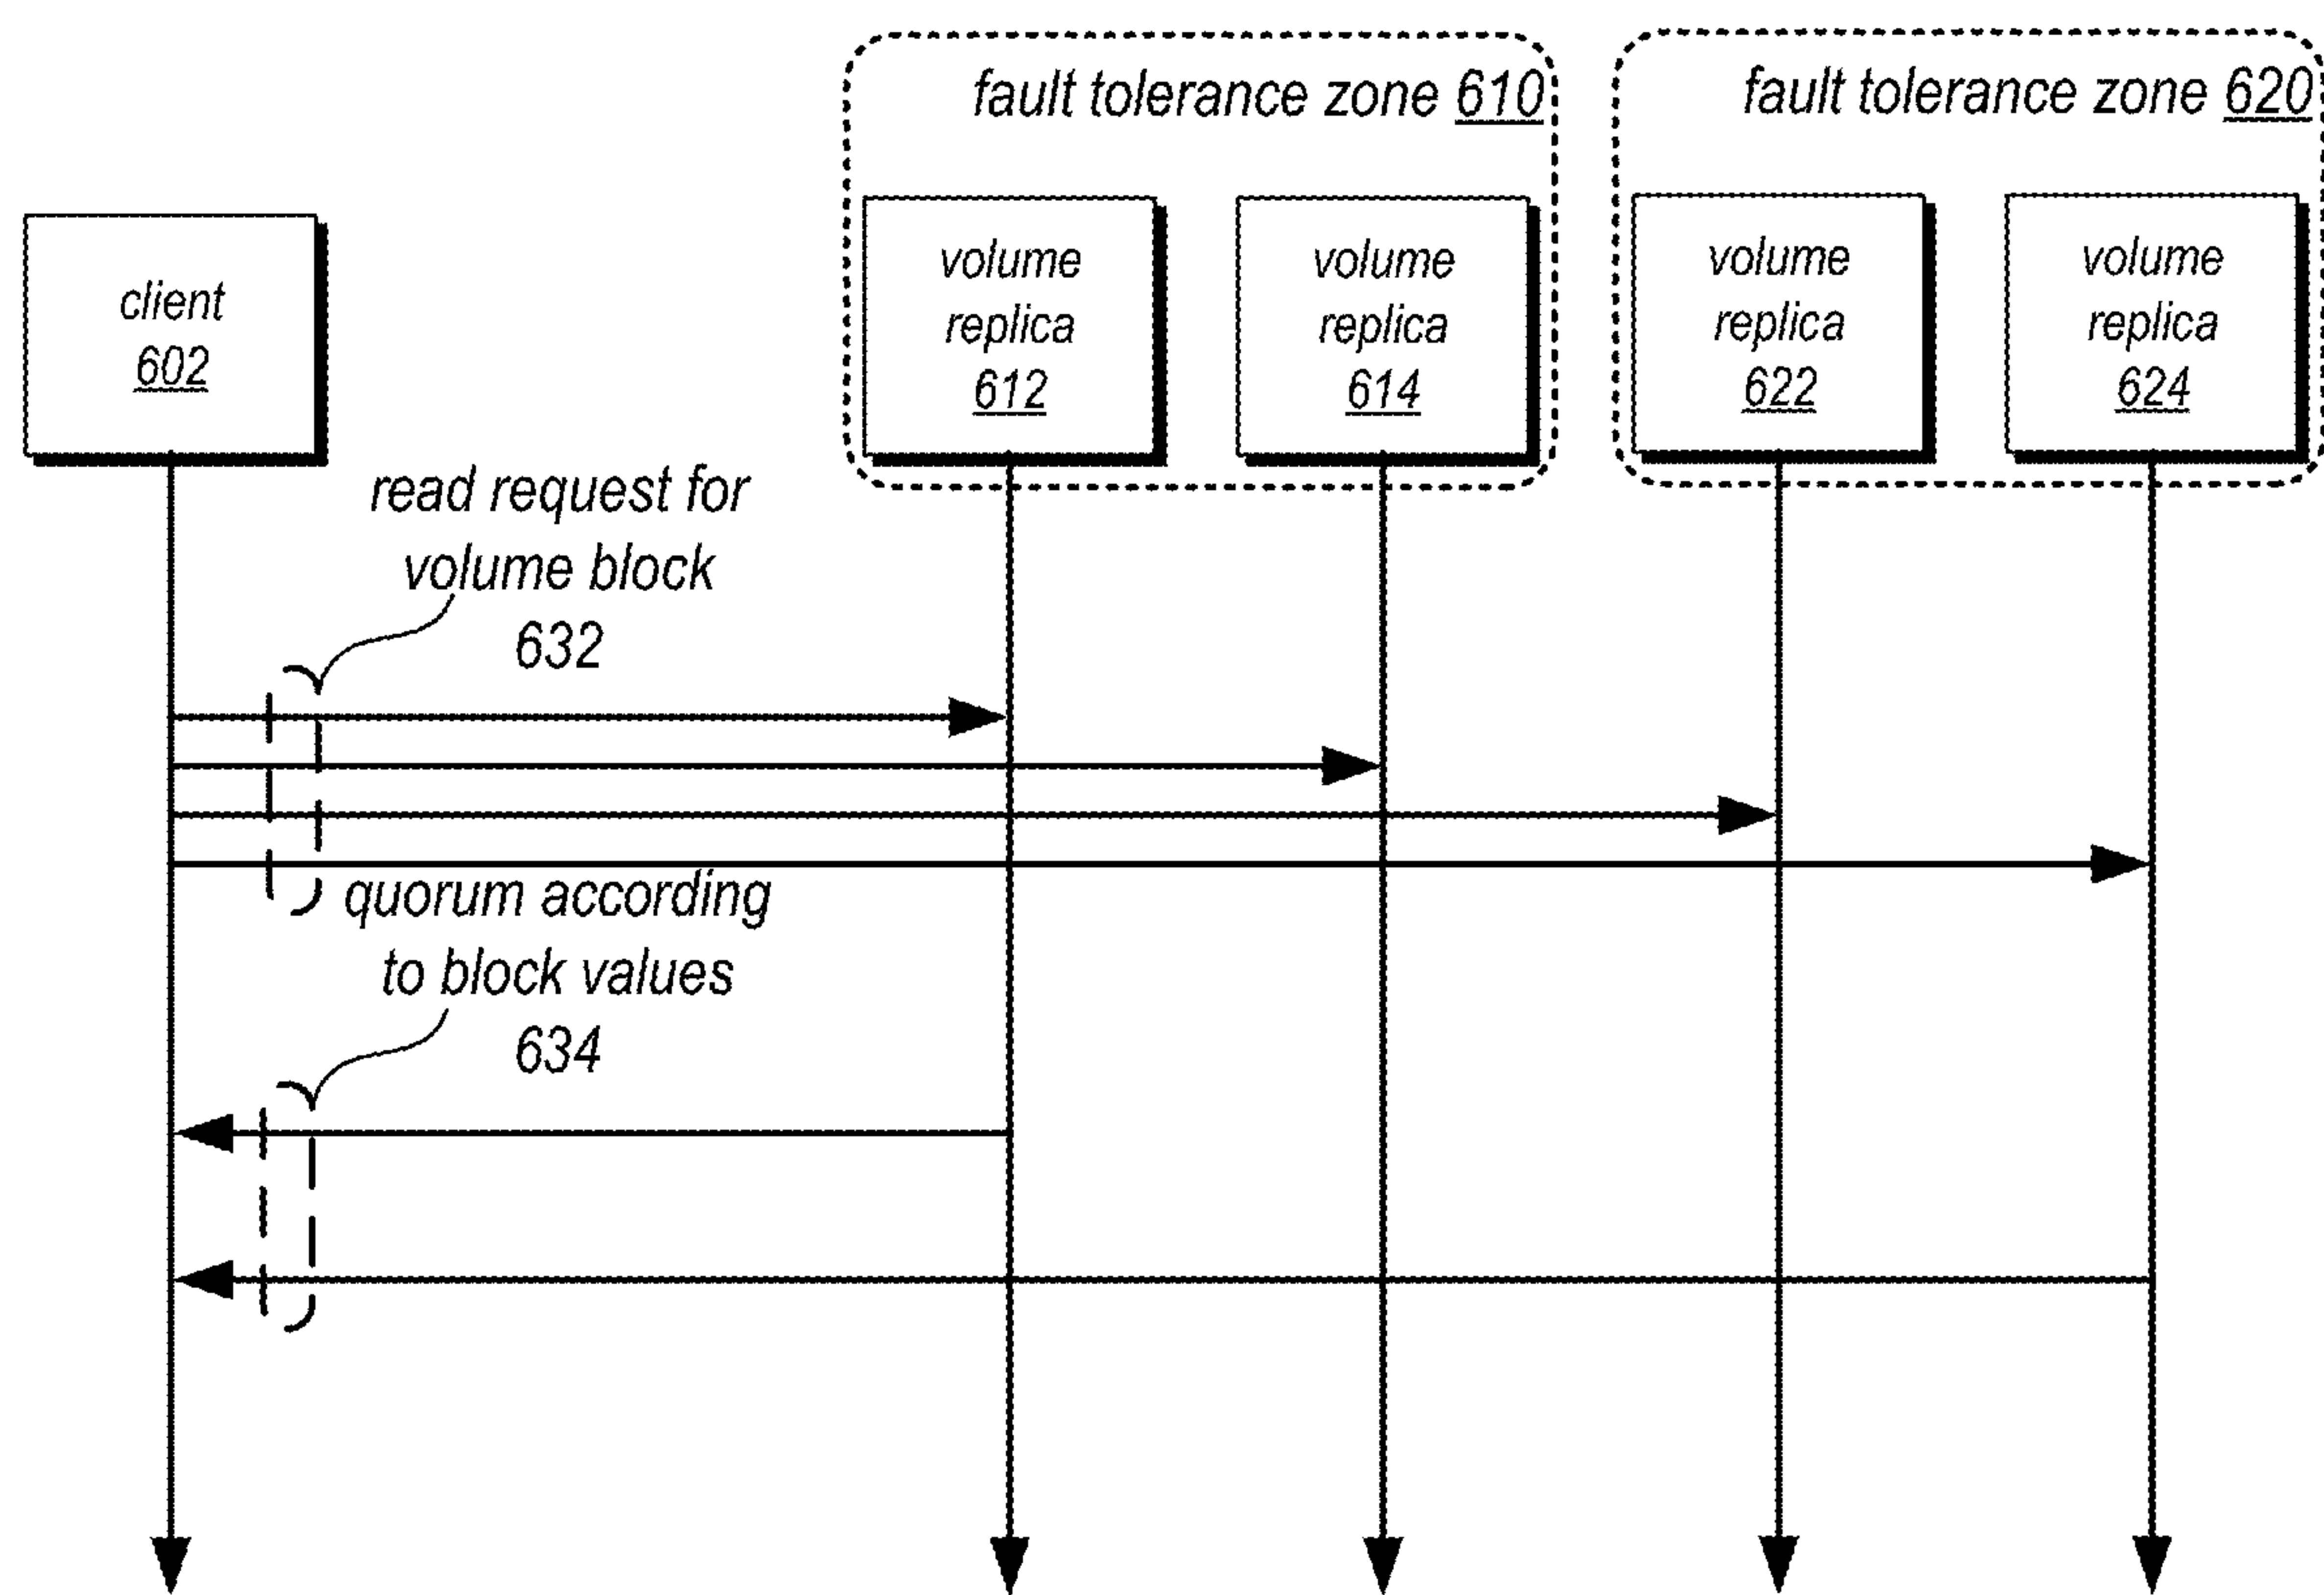 fault tolerance zone 610
fault tolerance zone 620
client
602
volume
replica
612
volume
replica
614
volume
replica
622
volume
replica
624
read request for
volume block
632
quorum according
to block values
634